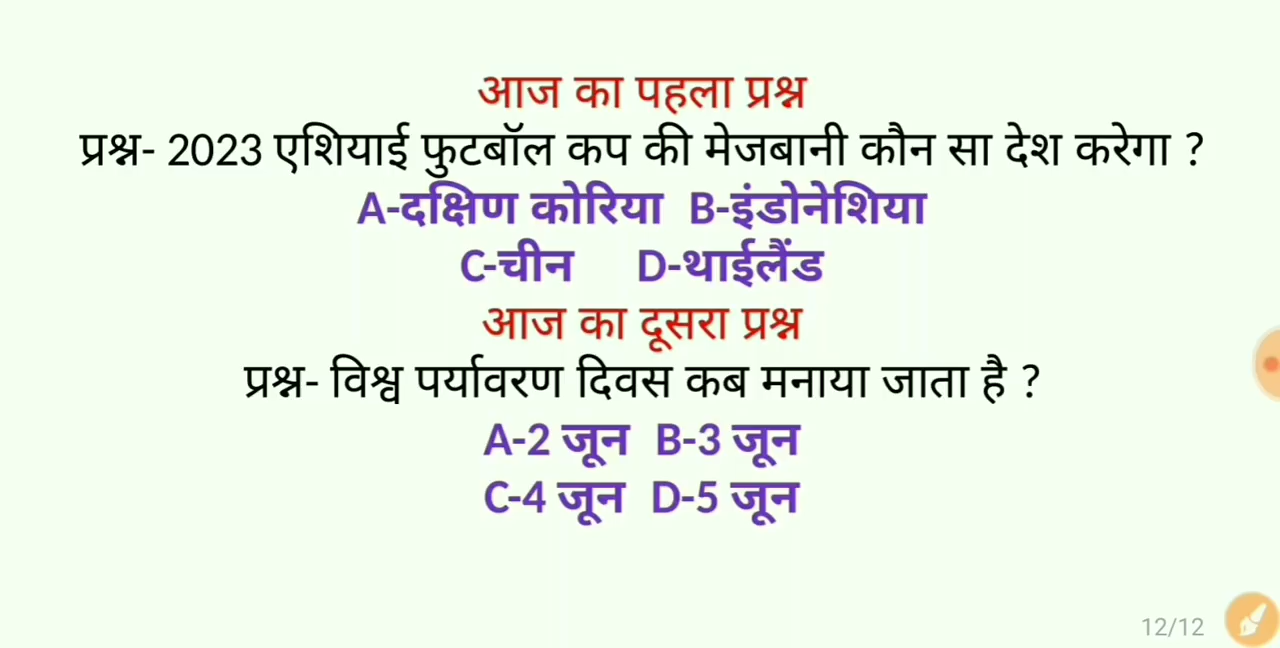 आज का पहला प्रश्न
प्रश्न- 2023 एशियाई फुटबॉल कप की मेजबानी कौन सा देश करेगा ?
A-दक्षिण कोरिया B-इंडोनेशिया
C-चीन D-थाईलैंड
आज का दूसरा प्रश्न
प्रश्न- विश्व पर्यावरण दिवस कब मनाया जाता है ?
A-2 जून B-3 जून
C-4 जून D-5 जून
12/12